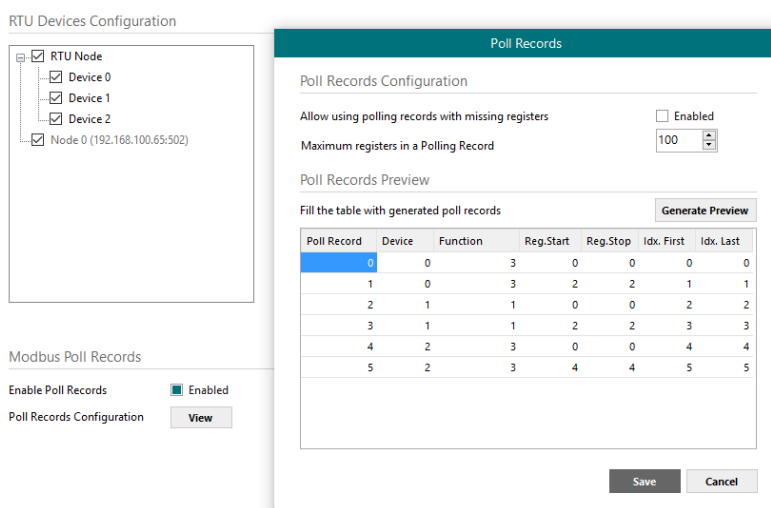 RTU Devices Configuration
RTU Node
Device 0
Device 1
Device 2
Node 0 (192.168.100.65:502)
Modbus Poll Records
Enable Poll Records Enabled
Poll Records Configuration View
Poll Records
Poll Records Configuration
Allow using polling records with missing registers Enabled
Maximum registers in a Polling Record 100
Poll Records Preview
Fill the table with generated poll records Generate Preview
Poll Record Device Function Reg.Start Reg.Stop Idx. First Idx. Last
0 0 3 0 0 0 0
1 0 3 2 2 1 1
2 1 1 0 0 2 2
3 1 1 2 2 3 3
4 2 3 0 0 4 4
5 2 3 4 4 5 5
Save Cancel